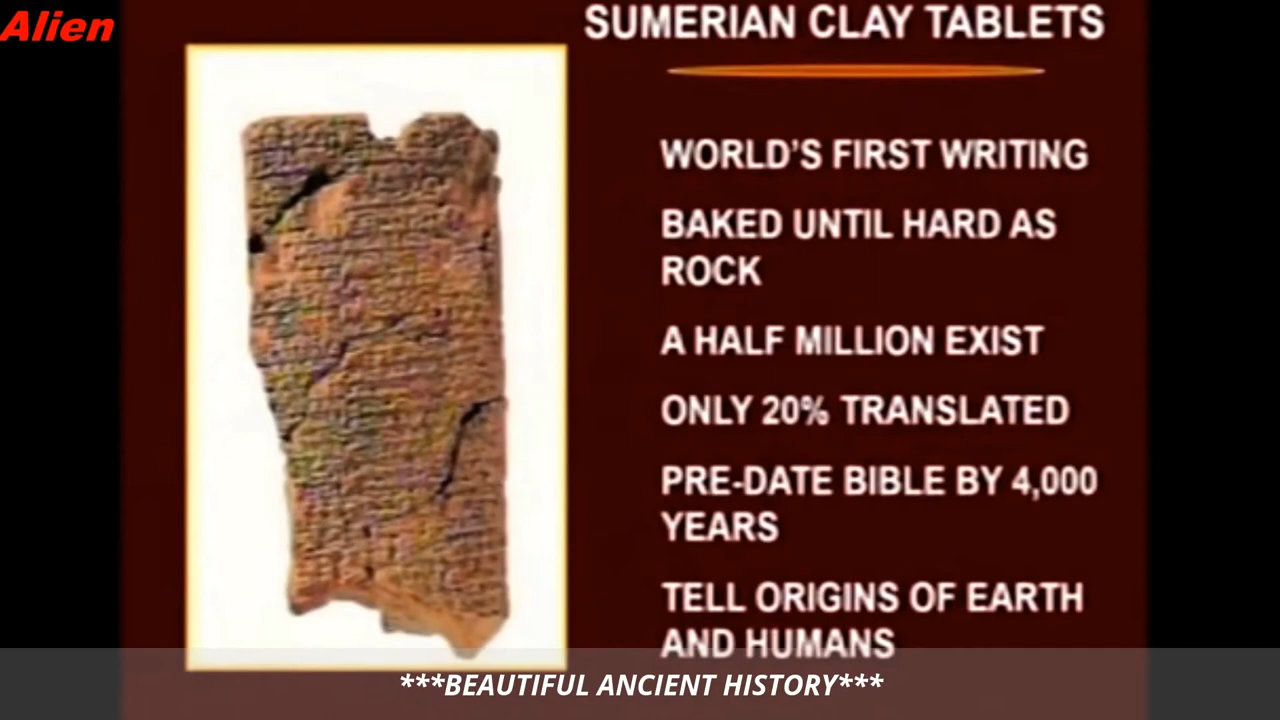 Alien
SUMERIAN CLAY TABLETS
WORLD'S FIRST WRITING
BAKED UNTIL HARD AS
ROCK
A HALF MILLION EXIST
ONLY 20% TRANSLATED
PRE-DATE BIBLE BY 4,000
YEARS
TELL ORIGINS OF EARTH
AND HUMANS
***BEAUTIFUL ANCIENT HISTORY***